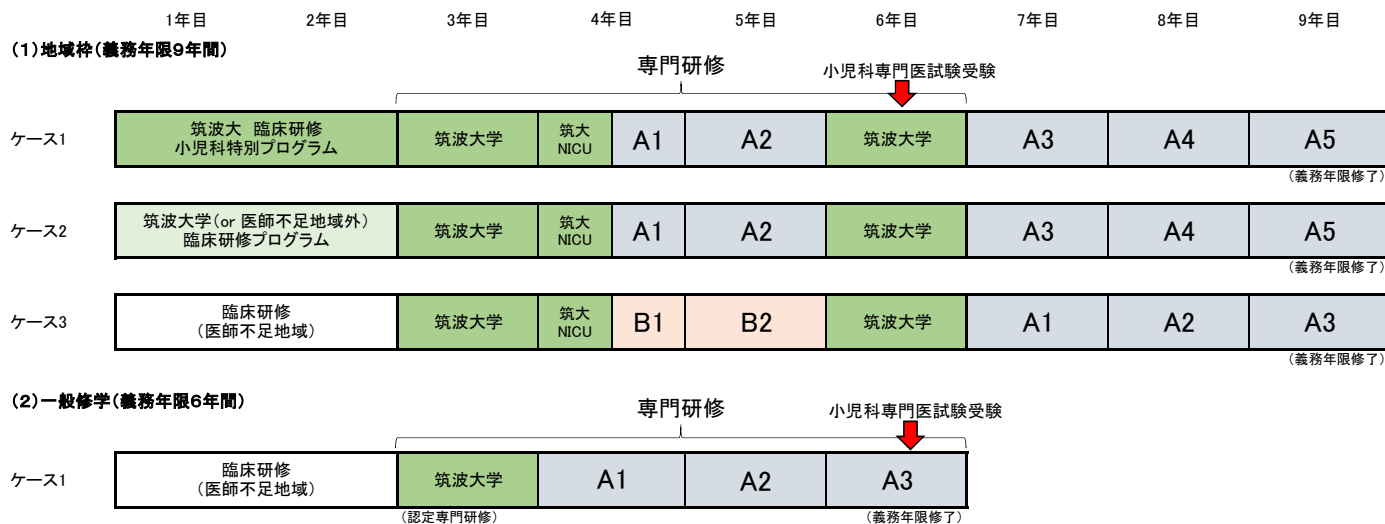 1年目 2年目 3年目 4年目 5年目 6年目 7年目 8年目 9年目
(1)地域枠(義務年限9年間)
専門研修
小児科専門医試験受験
ケース1
筑波大 臨床研修
小児科特別プログラム
筑波大学
筑大
NICU
A1
A2
筑波大学
A3
A4
A5
(義務年限修了)
ケース2
筑波大学(or 医師不足地域外)
臨床研修プログラム
筑波大学
筑大
NICU
A1
A2
筑波大学
A3
A4
A5
(義務年限修了)
ケース3
臨床研修
(医師不足地域)
筑波大学
筑大
NICU
B1
B2
筑波大学
A1
A2
A3
(義務年限修了)
(2)一般修学(義務年限6年間)
専門研修
小児科専門医試験受験
ケース1
臨床研修
(医師不足地域)
筑波大学
A1
A2
A3
(認定専門研修)
(義務年限修了)